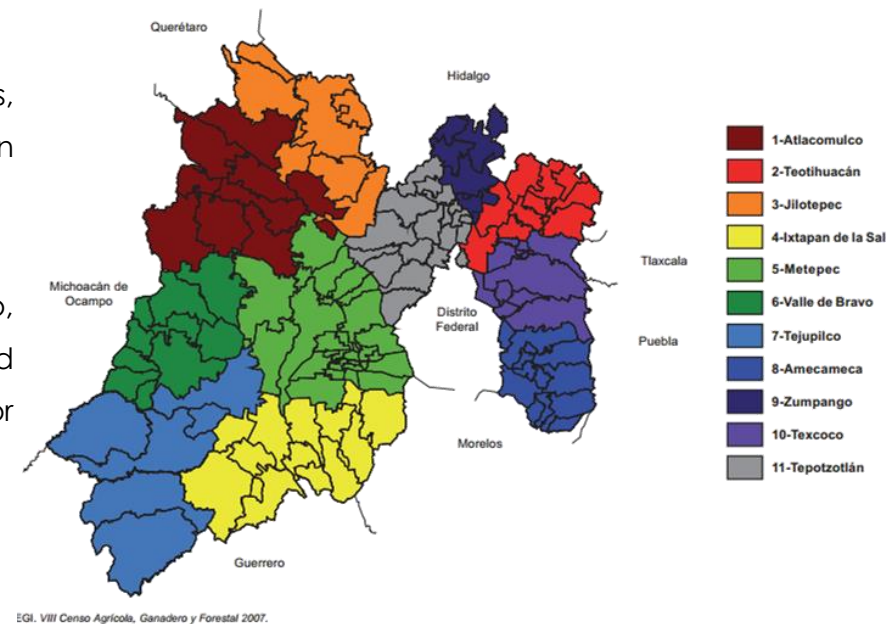 Querétaro
s,
n
Hidalgo
1-Atlacomulco
2-Teotihuacán
3-Jilotepec
4-Ixtapan de la Sal
5-Metepec
6-Valle de Bravo
7-Tejupilco
8-Amecameca
9-Zumpango
10-Texcoco
11-Tepotzotlán
Tlaxcala
Michoacán de
Ocampo
o,
d
or
Distrito
Federal
Puebla
Morelos
Guerrero
EGI. VIII Censo Agrícola, Ganadero y Forestal 2007.